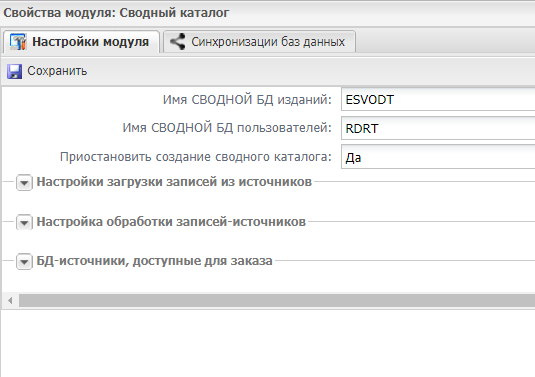 Свойства модуля: Сводный каталог
Настройки модуля Синхронизации баз данных
Сохранить
Имя СВОДНОЙ БД изданий: ESVODT
Имя СВОДНОЙ БД пользователей: RDRT
Приостановить создание сводного каталога: Да
Настройки загрузки записей из источников
Настройка обработки записей-источников
БД-источники, доступные для заказа